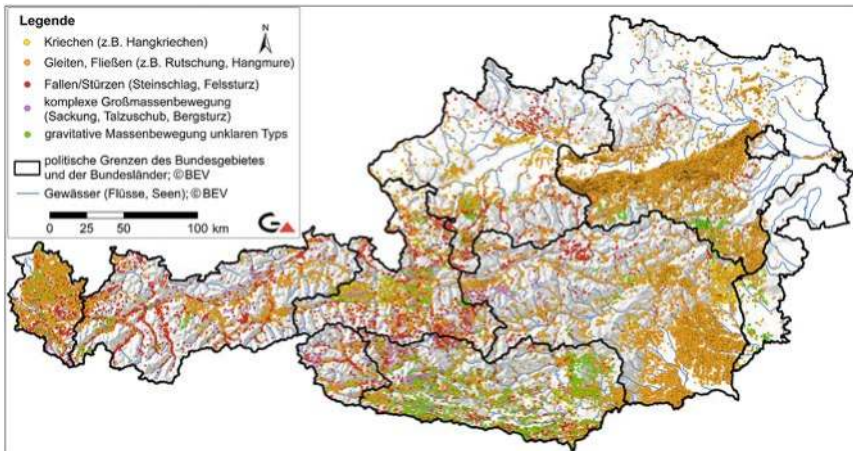 Legende
N
Kriechen (z.B. Hangkriechen)
Gleiten, Fließen (z.B. Rutschung, Hangmure)
Fallen/Stürzen (Steinschlag, Felssturz)
komplexe Großmassenbewegung
(Sackung, Talzuschub, Bergsturz)
gravitative Massenbewegung unklaren Typs
politische Grenzen des Bundesgebietes
und der Bundesländer; ©BEV
Gewässer (Flüsse, Seen); ©BEV
0 25 50 100 km